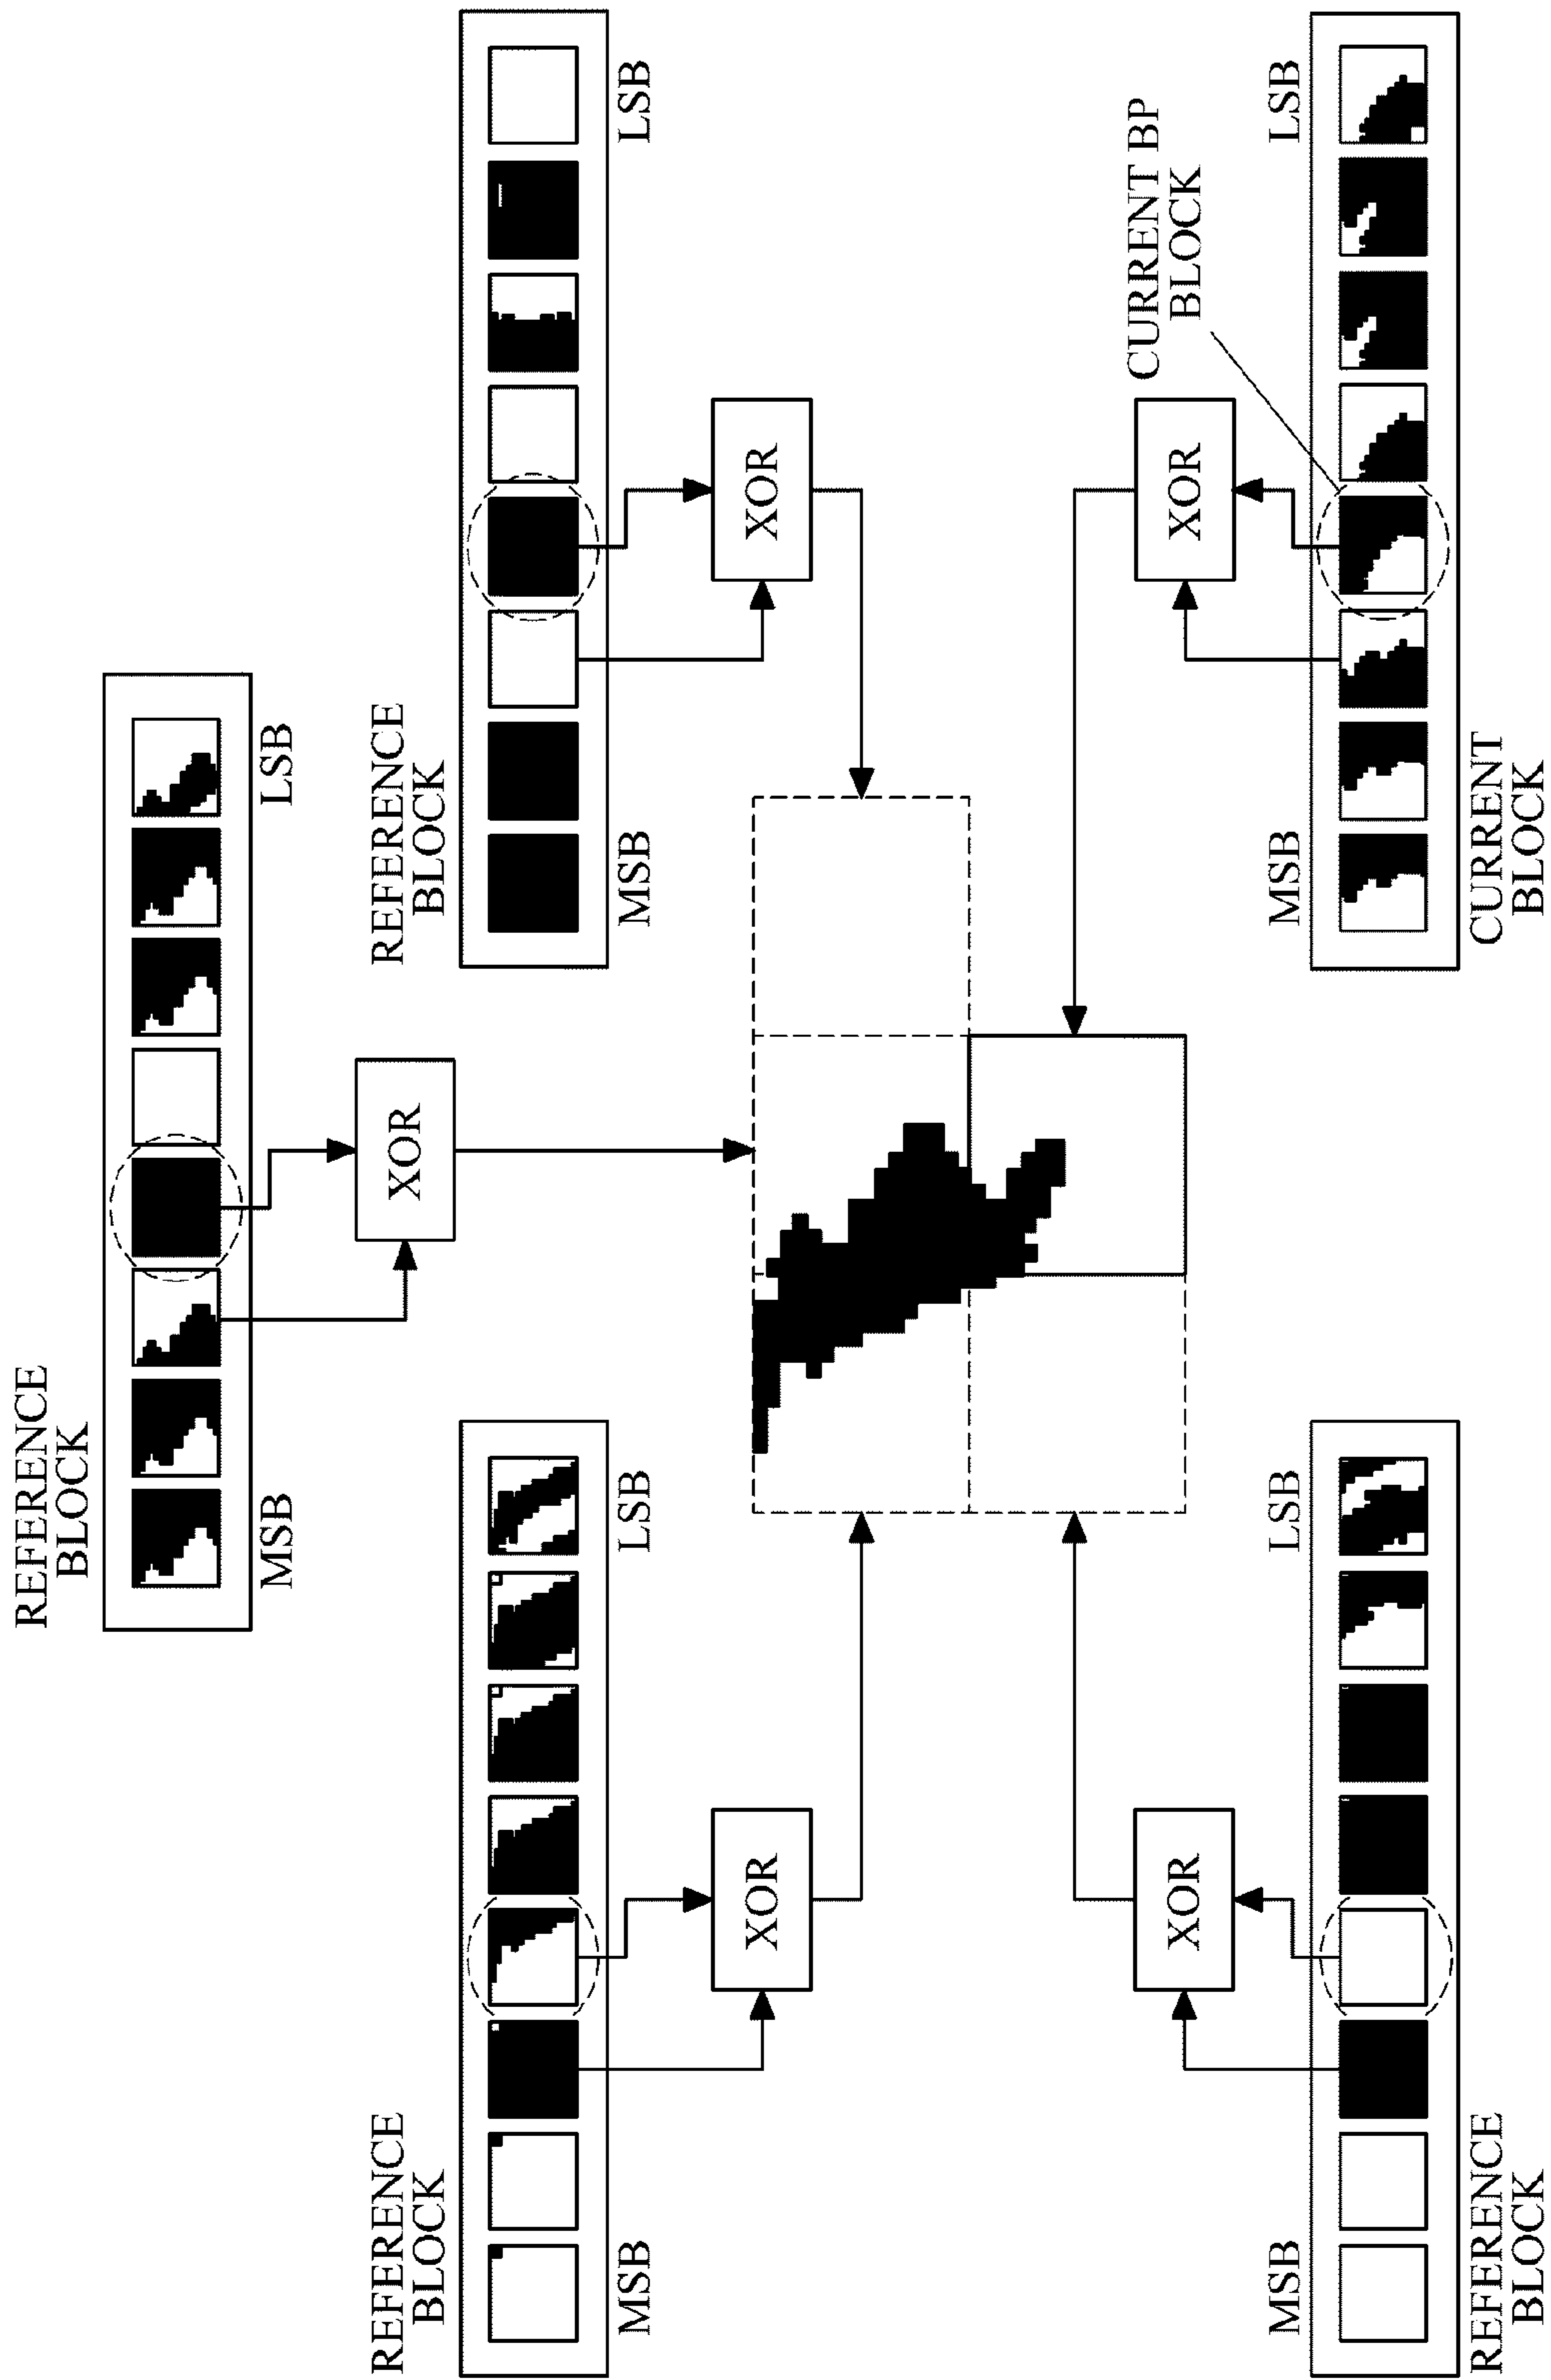 REFERENCE
BLOCK
MSB
LSB
XOR
REFERENCE
BLOCK
MSB
LSB
XOR
REFERENCE
BLOCK
MSB
LSB
XOR
XOR
MSB
LSB
REFERENCE
BLOCK
CURRENT BP
BLOCK
XOR
MSB
LSB
CURRENT
BLOCK